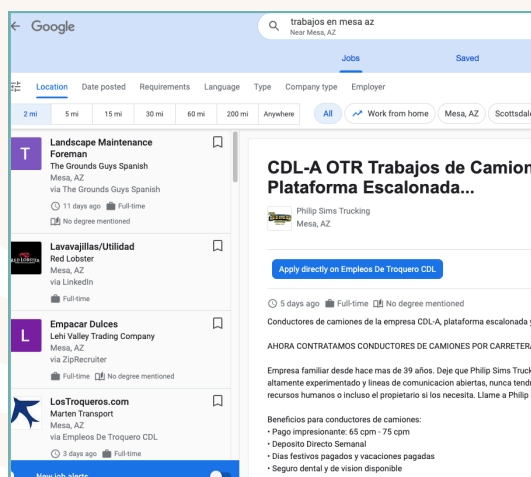 Google
trabajos en mesa az
Near Mesa, AZ
Jobs
Saved
Location Date posted Requirements Language Type Company type Employer
2 mi 5 mi 15 mi 30 mi 60 mi 200 mi Anywhere All Work from home Mesa, AZ Scottsdale
T
Landscape Maintenance
Foreman
The Grounds Guys Spanish
Mesa, AZ
via The Grounds Guys Spanish
11 days ago Full-time
No degree mentioned
Lavavajillas/Utilidad
Red Lobster
Mesa, AZ
via LinkedIn
Full-time
L
Empacar Dulces
Lehi Valley Trading Company
Mesa, AZ
via ZipRecruiter
Full-time No degree mentioned
LosTroqueros.com
Marten Transport
Mesa, AZ
via Empleos De Troquero CDL
3 days ago Full-time
New job alerts
CDL-A OTR Trabajos de Camion
Plataforma Escalonada...
Philip Sims Trucking
Mesa, AZ
Apply directly on Empleos De Troquero CDL
5 days ago Full-time No degree mentioned
Conductores de camiones de la empresa CDL-A, plataforma escalonada y
AHORA CONTRATAMOS CONDUCTORES DE CAMIONES POR CARRETERA
Empresa familiar desde hace mas de 39 años. Deje que Philip Sims Truck
altamente experimentado y lineas de comunicacion abiertas, nunca tend
recursos humanos o incluso el propietario si los necesita. Llame a Philip
Beneficios para conductores de camiones:
• Pago impresionante: 65 cpm - 75 cpm
• Deposito Directo Semanal
• Dias festivos pagados y vacaciones pagadas
• Seguro dental y de vision disponible